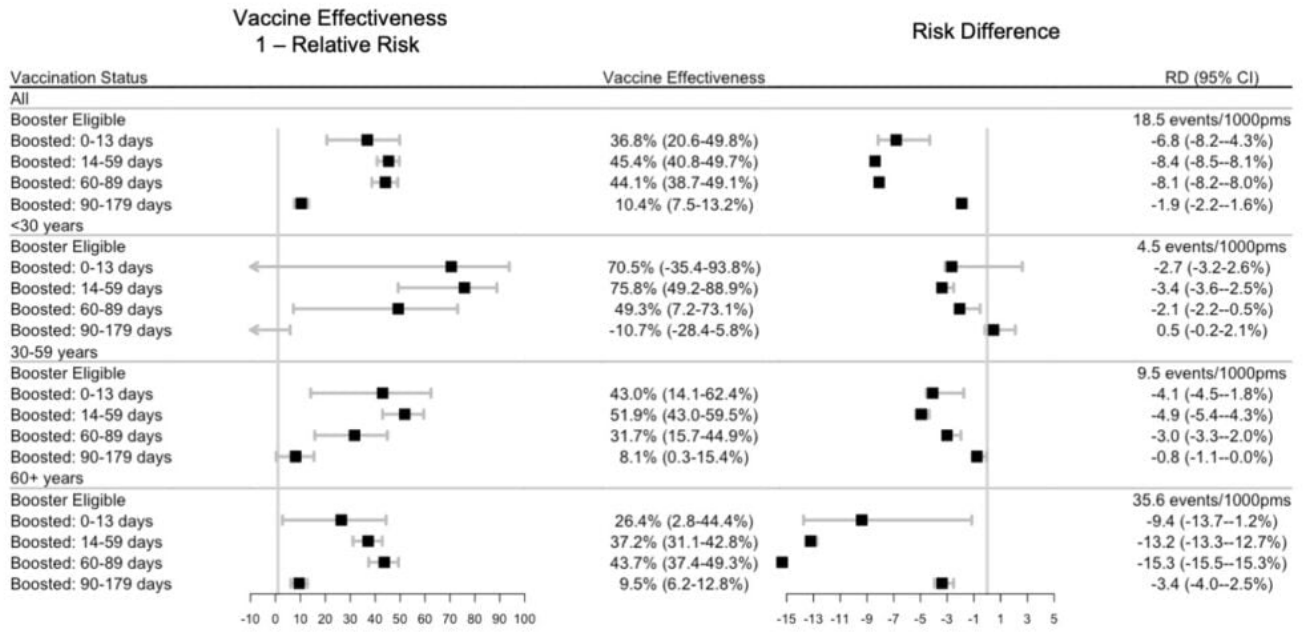 Vaccine Effectiveness
1 – Relative Risk
Risk Difference
Vaccination Status Vaccine Effectiveness RD (95% CI)
All
Booster Eligible 18.5 events/1000pms
Boosted: 0-13 days 36.8% (20.6-49.8%) -6.8 (-8.2--4.3%)
Boosted: 14-59 days 45.4% (40.8-49.7%) -8.4 (-8.5--8.1%)
Boosted: 60-89 days 44.1% (38.7-49.1%) -8.1 (-8.2--8.0%)
Boosted: 90-179 days 10.4% (7.5-13.2%) -1.9 (-2.2--1.6%)
<30 years
Booster Eligible 4.5 events/1000pms
Boosted: 0-13 days 70.5% (-35.4-93.8%) -2.7 (-3.2-2.6%)
Boosted: 14-59 days 75.8% (49.2-88.9%) -3.4 (-3.6--2.5%)
Boosted: 60-89 days 49.3% (7.2-73.1%) -2.1 (-2.2--0.5%)
Boosted: 90-179 days -10.7% (-28.4-5.8%) 0.5 (-0.2-2.1%)
30-59 years
Booster Eligible 9.5 events/1000pms
Boosted: 0-13 days 43.0% (14.1-62.4%) -4.1 (-4.5--1.8%)
Boosted: 14-59 days 51.9% (43.0-59.5%) -4.9 (-5.4--4.3%)
Boosted: 60-89 days 31.7% (15.7-44.9%) -3.0 (-3.3--2.0%)
Boosted: 90-179 days 8.1% (0.3-15.4%) -0.8 (-1.1--0.0%)
60+ years
Booster Eligible 35.6 events/1000pms
Boosted: 0-13 days 26.4% (2.8-44.4%) -9.4 (-13.7--1.2%)
Boosted: 14-59 days 37.2% (31.1-42.8%) -13.2 (-13.3--12.7%)
Boosted: 60-89 days 43.7% (37.4-49.3%) -15.3 (-15.5--15.3%)
Boosted: 90-179 days 9.5% (6.2-12.8%) -3.4 (-4.0--2.5%)
-10 0 10 20 30 40 50 60 70 80 90 100 -15 -13 -11 -9 -7 -5 -3 -1 1 3 5